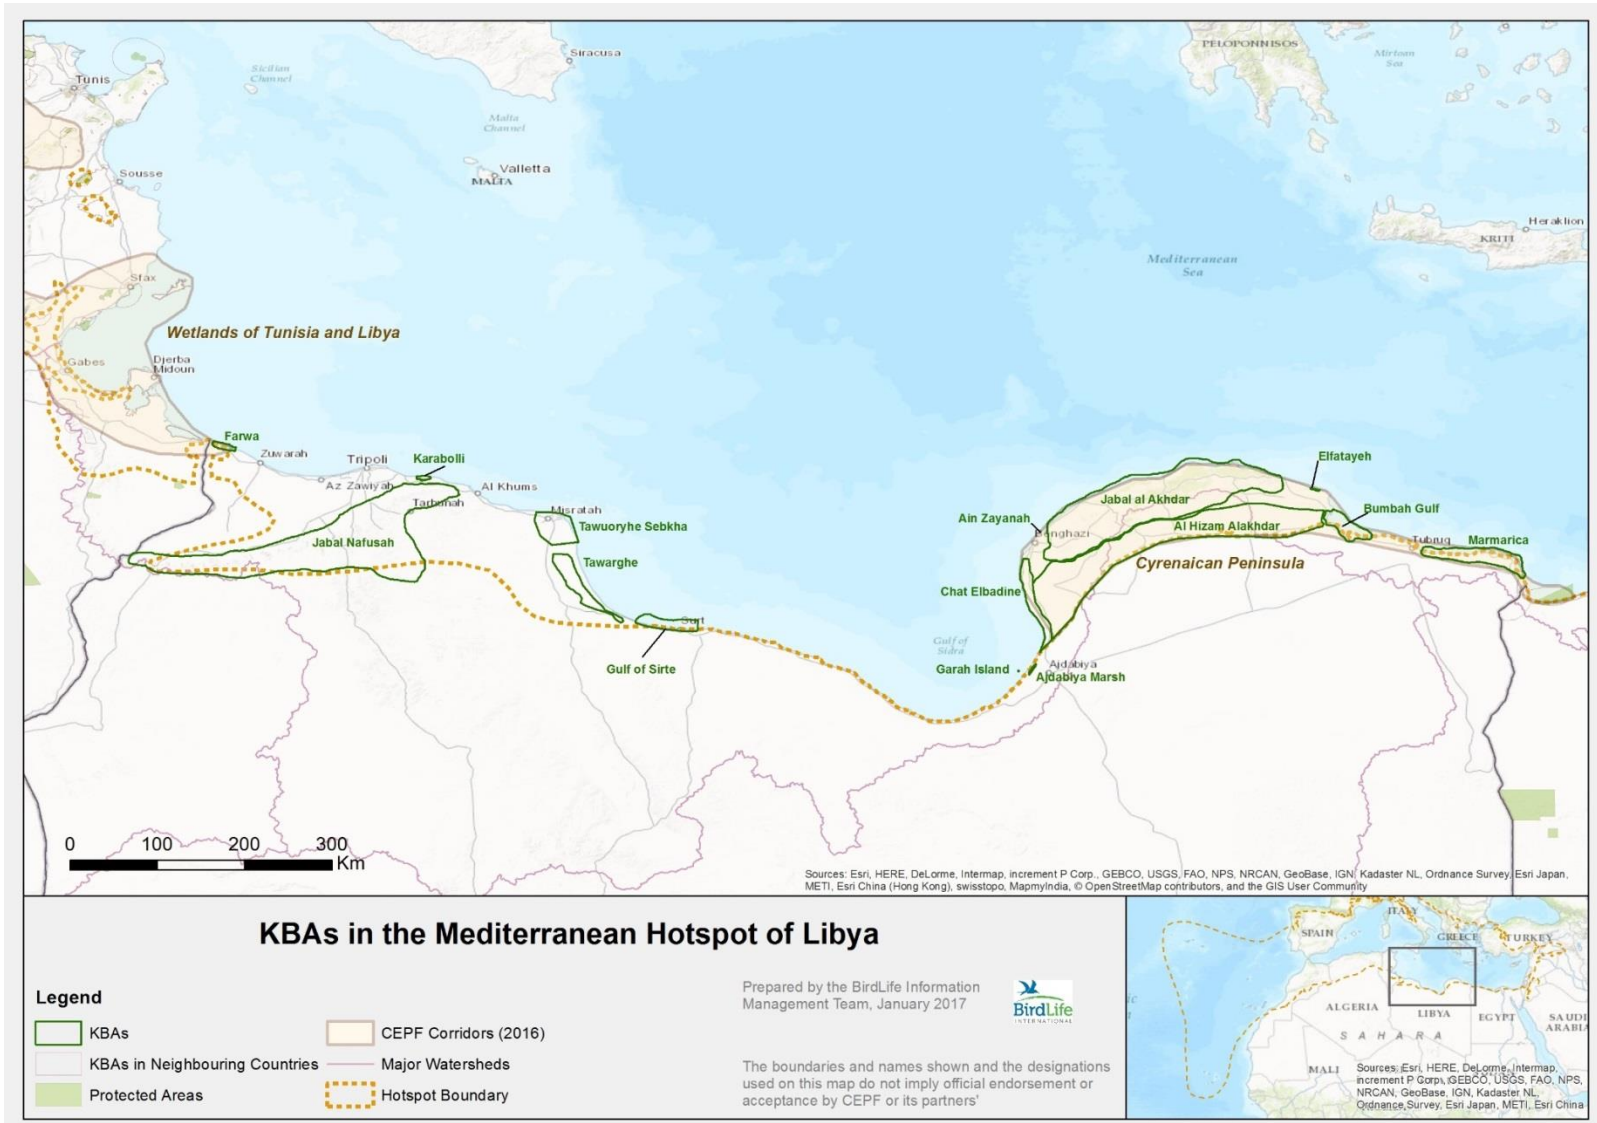 PELOPONNISOS
Mirtoan
Sea
Siracusa
Sicilian
Channel
Tunis
Malta
Channel
Valletta
MALTA
Sousse
Heraklion
KRITI
Mediterranean
Sea
Sfax
Wetlands of Tunisia and Libya
Gabes
Djerba
Midoun
Farwa
Zuwarah
Tripoli
Karabolli
Az Zawiyah
Al Khums
Tarhunah
Misratah
Tawuoryhe Sebkha
Jabal Nafusah
Tawarghe
Surt
Gulf of Sirte
Elfatayeh
Jabal al Akhdar
Bumbah Gulf
Ain Zayanah
Al Hizam Alakhdar
Benghazi
Tubruq
Marmarica
Cyrenaican Peninsula
Chat Elbadine
Gulf of
Sidra
Garah Island
Ajdabiya
Ajdabiya Marsh
0 100 200 300
Km
Sources: Esri, HERE, DeLorme, Intermap, increment P Corp., GEBCO, USGS, FAO, NPS, NRCAN, GeoBase, IGN, Kadaster NL, Ordnance Survey, Esri Japan,
METI, Esri China (Hong Kong), swisstopo, MapmyIndia, © OpenStreetMap contributors, and the GIS User Community
KBAs in the Mediterranean Hotspot of Libya
Legend
KBAs
KBAs in Neighbouring Countries
Protected Areas
CEPF Corridors (2016)
Major Watersheds
Hotspot Boundary
Prepared by the BirdLife Information
Management Team, January 2017
BirdLife
INTERNATIONAL
The boundaries and names shown and the designations
used on this map do not imply official endorsement or
acceptance by CEPF or its partners'
ITALY
SPAIN
GREECE
TURKEY
ALGERIA
LIBYA
EGYPT
SAUDI
ARABIA
SAHARA
MALI
Sources: Esri, HERE, DeLorme, Intermap,
increment P Corp., GEBCO, USGS, FAO, NPS,
NRCAN, GeoBase, IGN, Kadaster NL,
Ordnance Survey, Esri Japan, METI, Esri China